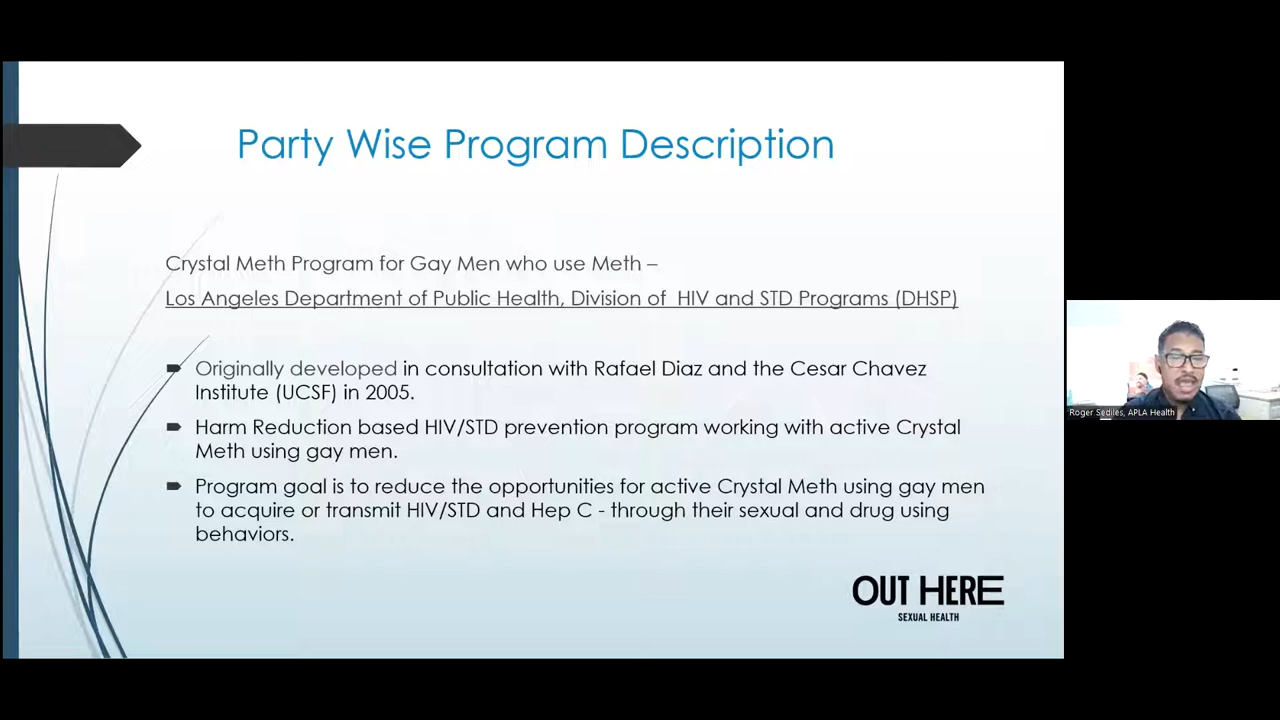 Party Wise Program Description
Crystal Meth Program for Gay Men who use Meth –
Los Angeles Department of Public Health, Division of HIV and STD Programs (DHSP)
Originally developed in consultation with Rafael Diaz and the Cesar Chavez
Institute (UCSF) in 2005.
Harm Reduction based HIV/STD prevention program working with active Crystal
Meth using gay men.
Program goal is to reduce the opportunities for active Crystal Meth using gay men
to acquire or transmit HIV/STD and Hep C - through their sexual and drug using
behaviors.
OUT HERE
SEXUAL HEALTH
Roger Sediles, APLA Health